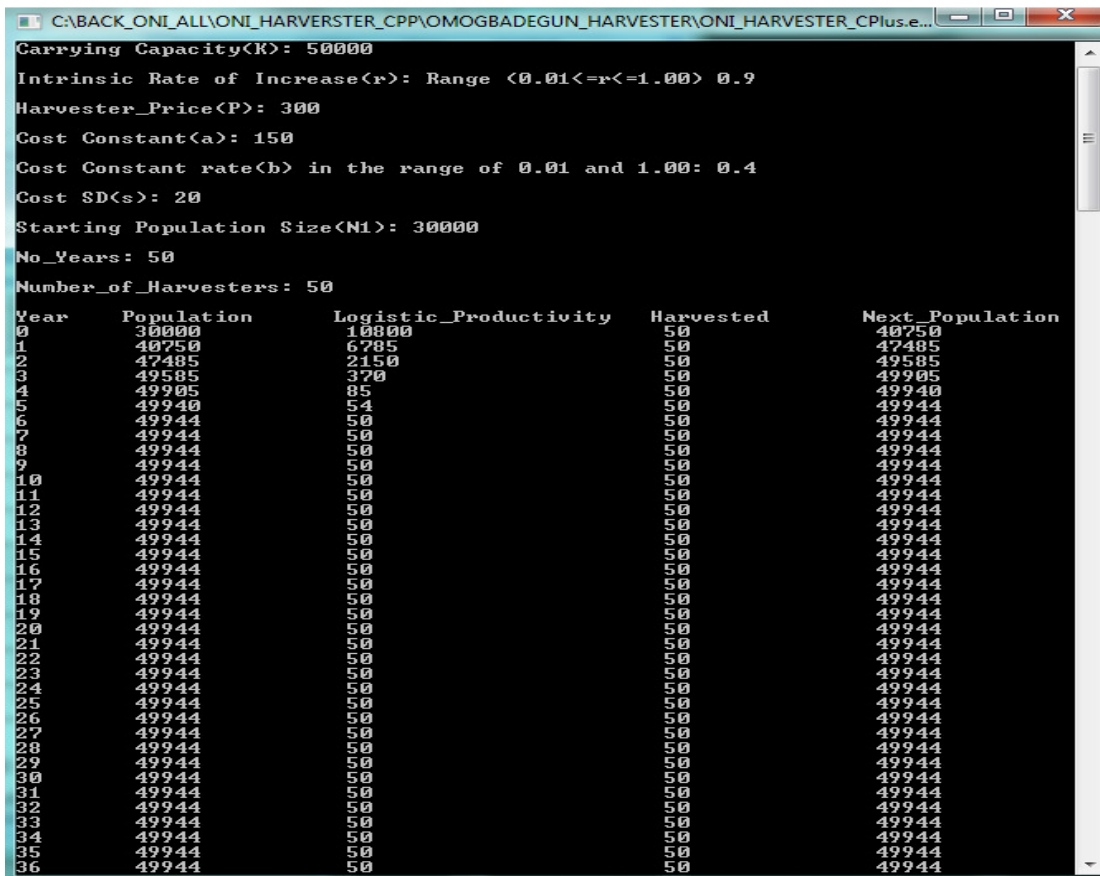 C:\BACK_ONI_ALL\ONI_HARVERSTER_CPP\OMOGBADEGUN_HARVESTER\ONI_HARVESTER_CPlus.e...
Carrying Capacity(K): 50000
Intrinsic Rate of Increase(r): Range (0.01<=r<=1.00) 0.9
Harvester_Price(P): 300
Cost Constant(a): 150
Cost Constant rate(b) in the range of 0.01 and 1.00: 0.4
Cost SD(s): 20
Starting Population Size(N1): 30000
No_Years: 50
Number_of_Harvesters: 50
Year Population Logistic_Productivity Harvested Next_Population
0 30000 10800 50 40750
1 40750 6785 50 47485
2 47485 2150 50 49585
3 49585 370 50 49905
4 49905 85 50 49940
5 49940 54 50 49944
6 49944 50 50 49944
7 49944 50 50 49944
8 49944 50 50 49944
9 49944 50 50 49944
10 49944 50 50 49944
11 49944 50 50 49944
12 49944 50 50 49944
13 49944 50 50 49944
14 49944 50 50 49944
15 49944 50 50 49944
16 49944 50 50 49944
17 49944 50 50 49944
18 49944 50 50 49944
19 49944 50 50 49944
20 49944 50 50 49944
21 49944 50 50 49944
22 49944 50 50 49944
23 49944 50 50 49944
24 49944 50 50 49944
25 49944 50 50 49944
26 49944 50 50 49944
27 49944 50 50 49944
28 49944 50 50 49944
29 49944 50 50 49944
30 49944 50 50 49944
31 49944 50 50 49944
32 49944 50 50 49944
33 49944 50 50 49944
34 49944 50 50 49944
35 49944 50 50 49944
36 49944 50 50 49944